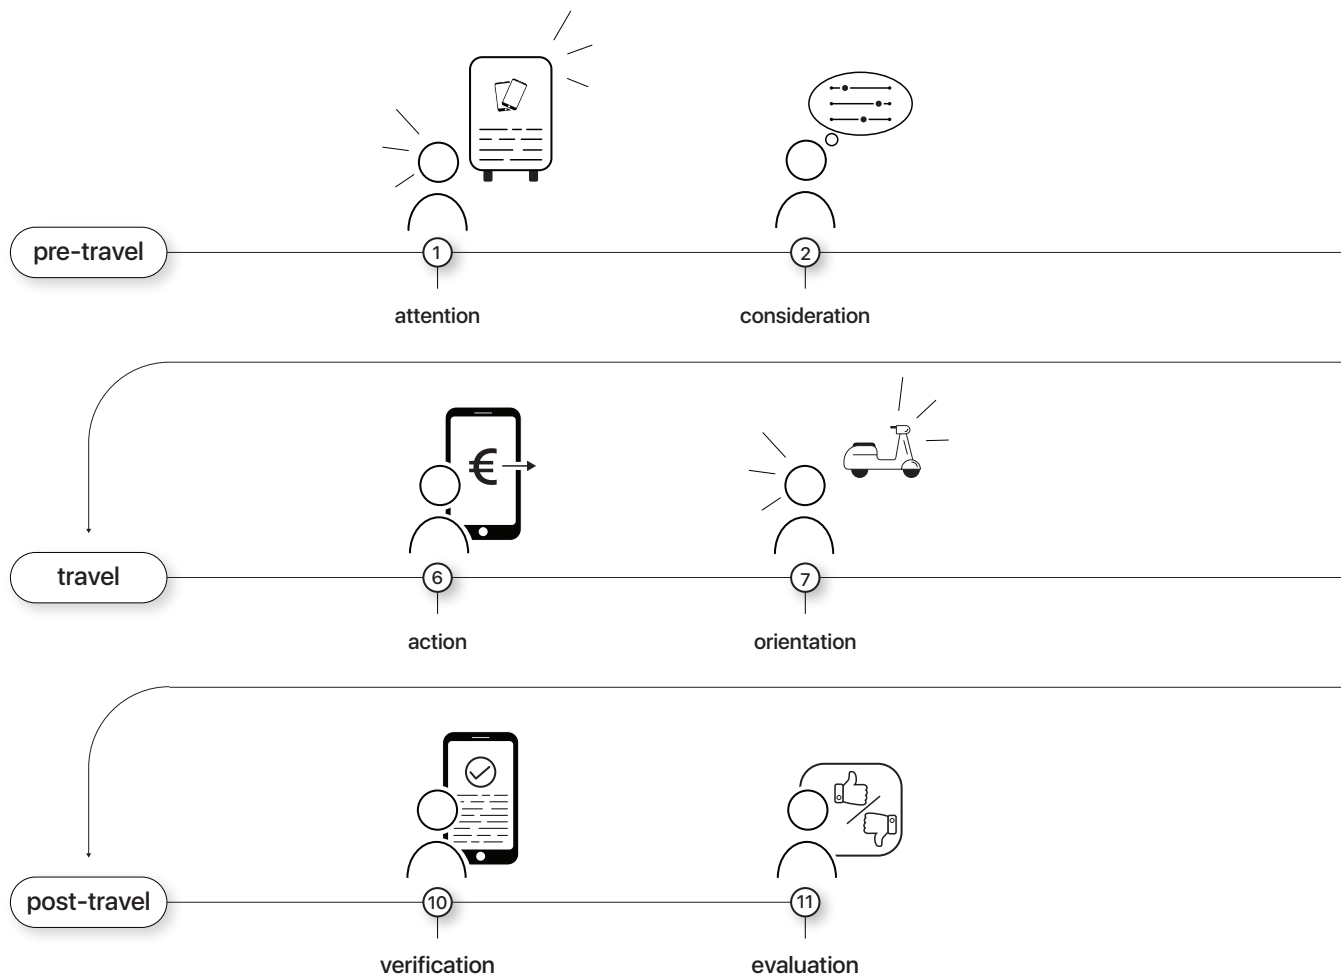 pre-travel
1
2
attention
consideration
€
travel
6
7
action
orientation
post-travel
10
11
verification
evaluation